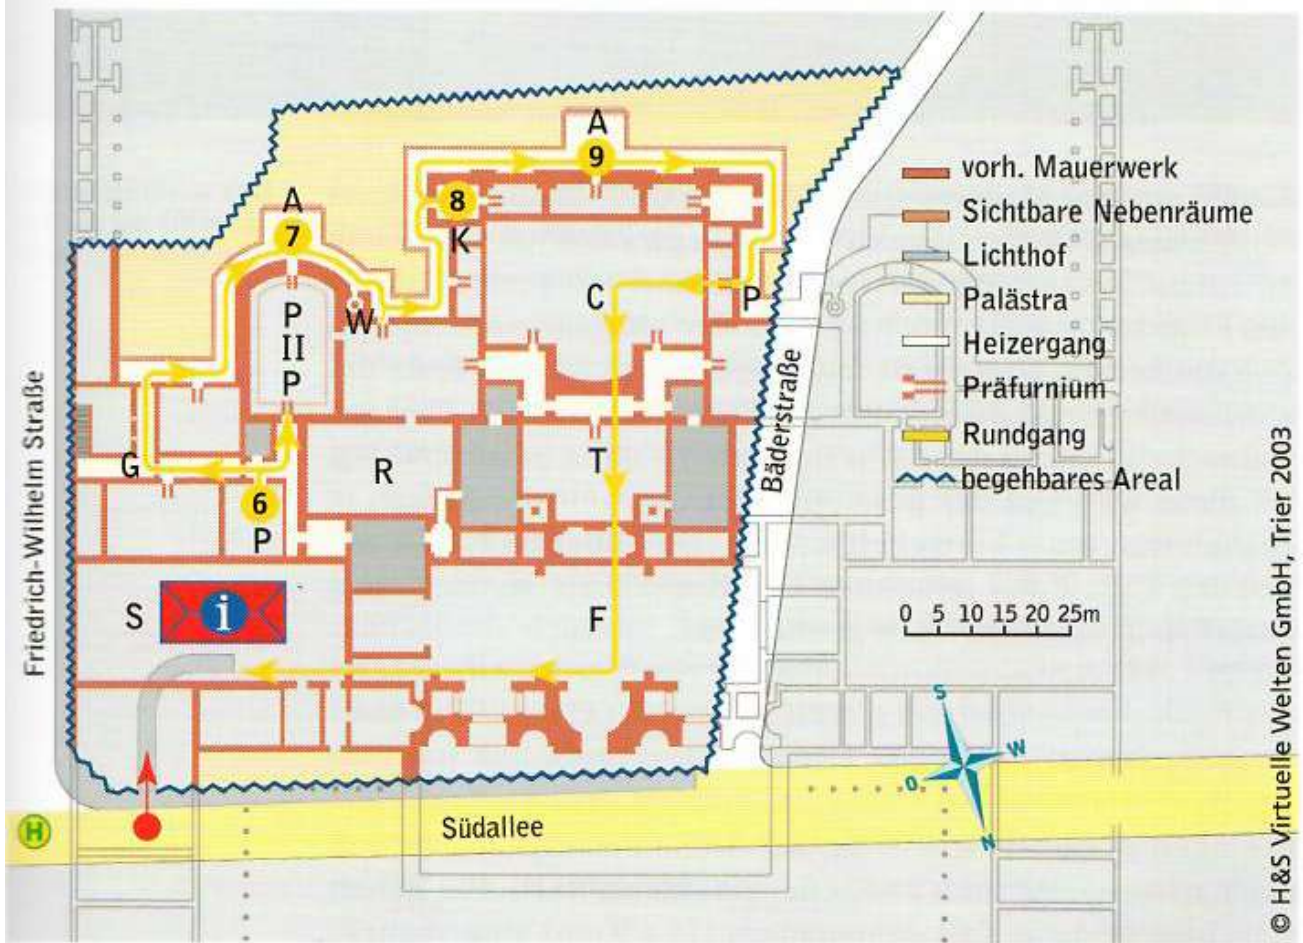 A
9
A
7
8
K
C
P
W
P
II
P
G
6
P
R
T
S
i
F
Friedrich-Wilhelm Straße
Bäderstraße
Südallee
H
vorh. Mauerwerk
Sichtbare Nebenräume
Lichthof
Palästra
Heizergang
Präfurnium
Rundgang
begehbares Areal
0 5 10 15 20 25m
S
W
O
N
© H&S Virtuelle Welten GmbH, Trier 2003